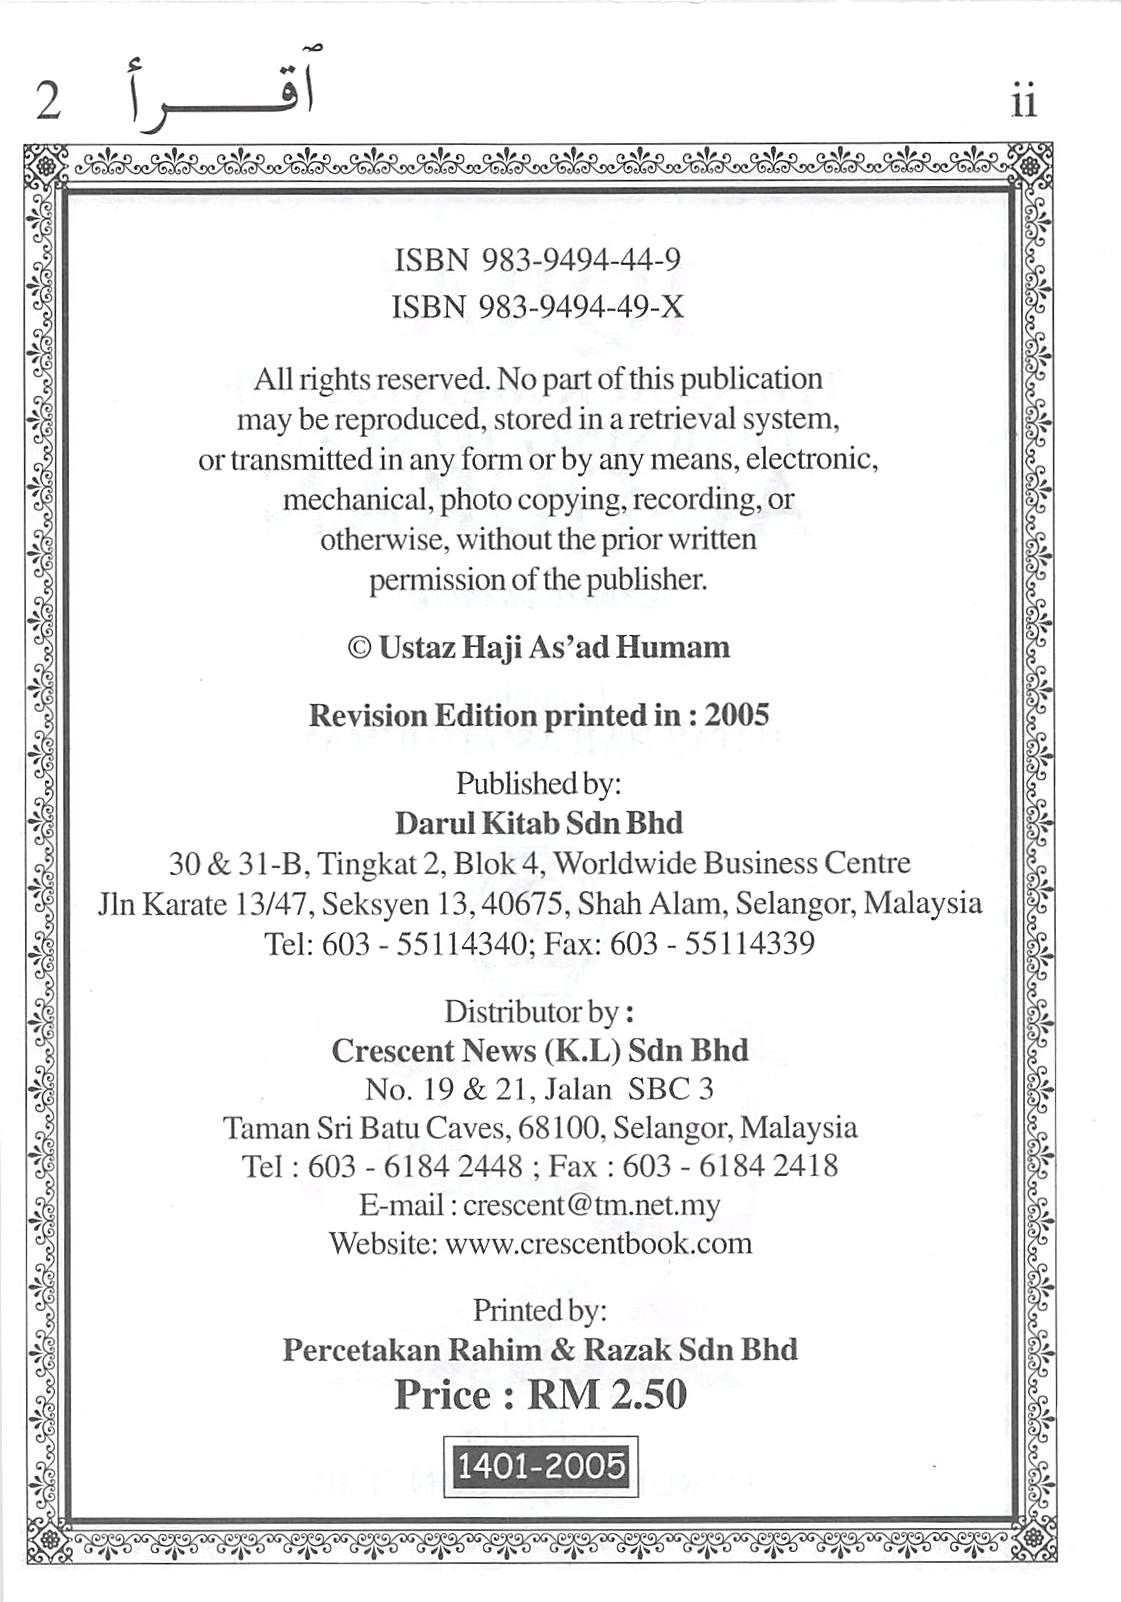 2 ٱقـــــرأ ii
ISBN 983-9494-44-9
ISBN 983-9494-49-X
All rights reserved. No part of this publication
may be reproduced, stored in a retrieval system,
or transmitted in any form or by any means, electronic,
mechanical, photo copying, recording, or
otherwise, without the prior written
permission of the publisher.
© Ustaz Haji As’ad Humam
Revision Edition printed in : 2005
Published by:
Darul Kitab Sdn Bhd
30 & 31-B, Tingkat 2, Blok 4, Worldwide Business Centre
Jln Karate 13/47, Seksyen 13, 40675, Shah Alam, Selangor, Malaysia
Tel: 603 - 55114340; Fax: 603 - 55114339
Distributor by :
Crescent News (K.L) Sdn Bhd
No. 19 & 21, Jalan SBC 3
Taman Sri Batu Caves, 68100, Selangor, Malaysia
Tel : 603 - 6184 2448 ; Fax : 603 - 6184 2418
E-mail : crescent@tm.net.my
Website: www.crescentbook.com
Printed by:
Percetakan Rahim & Razak Sdn Bhd
Price : RM 2.50
1401-2005